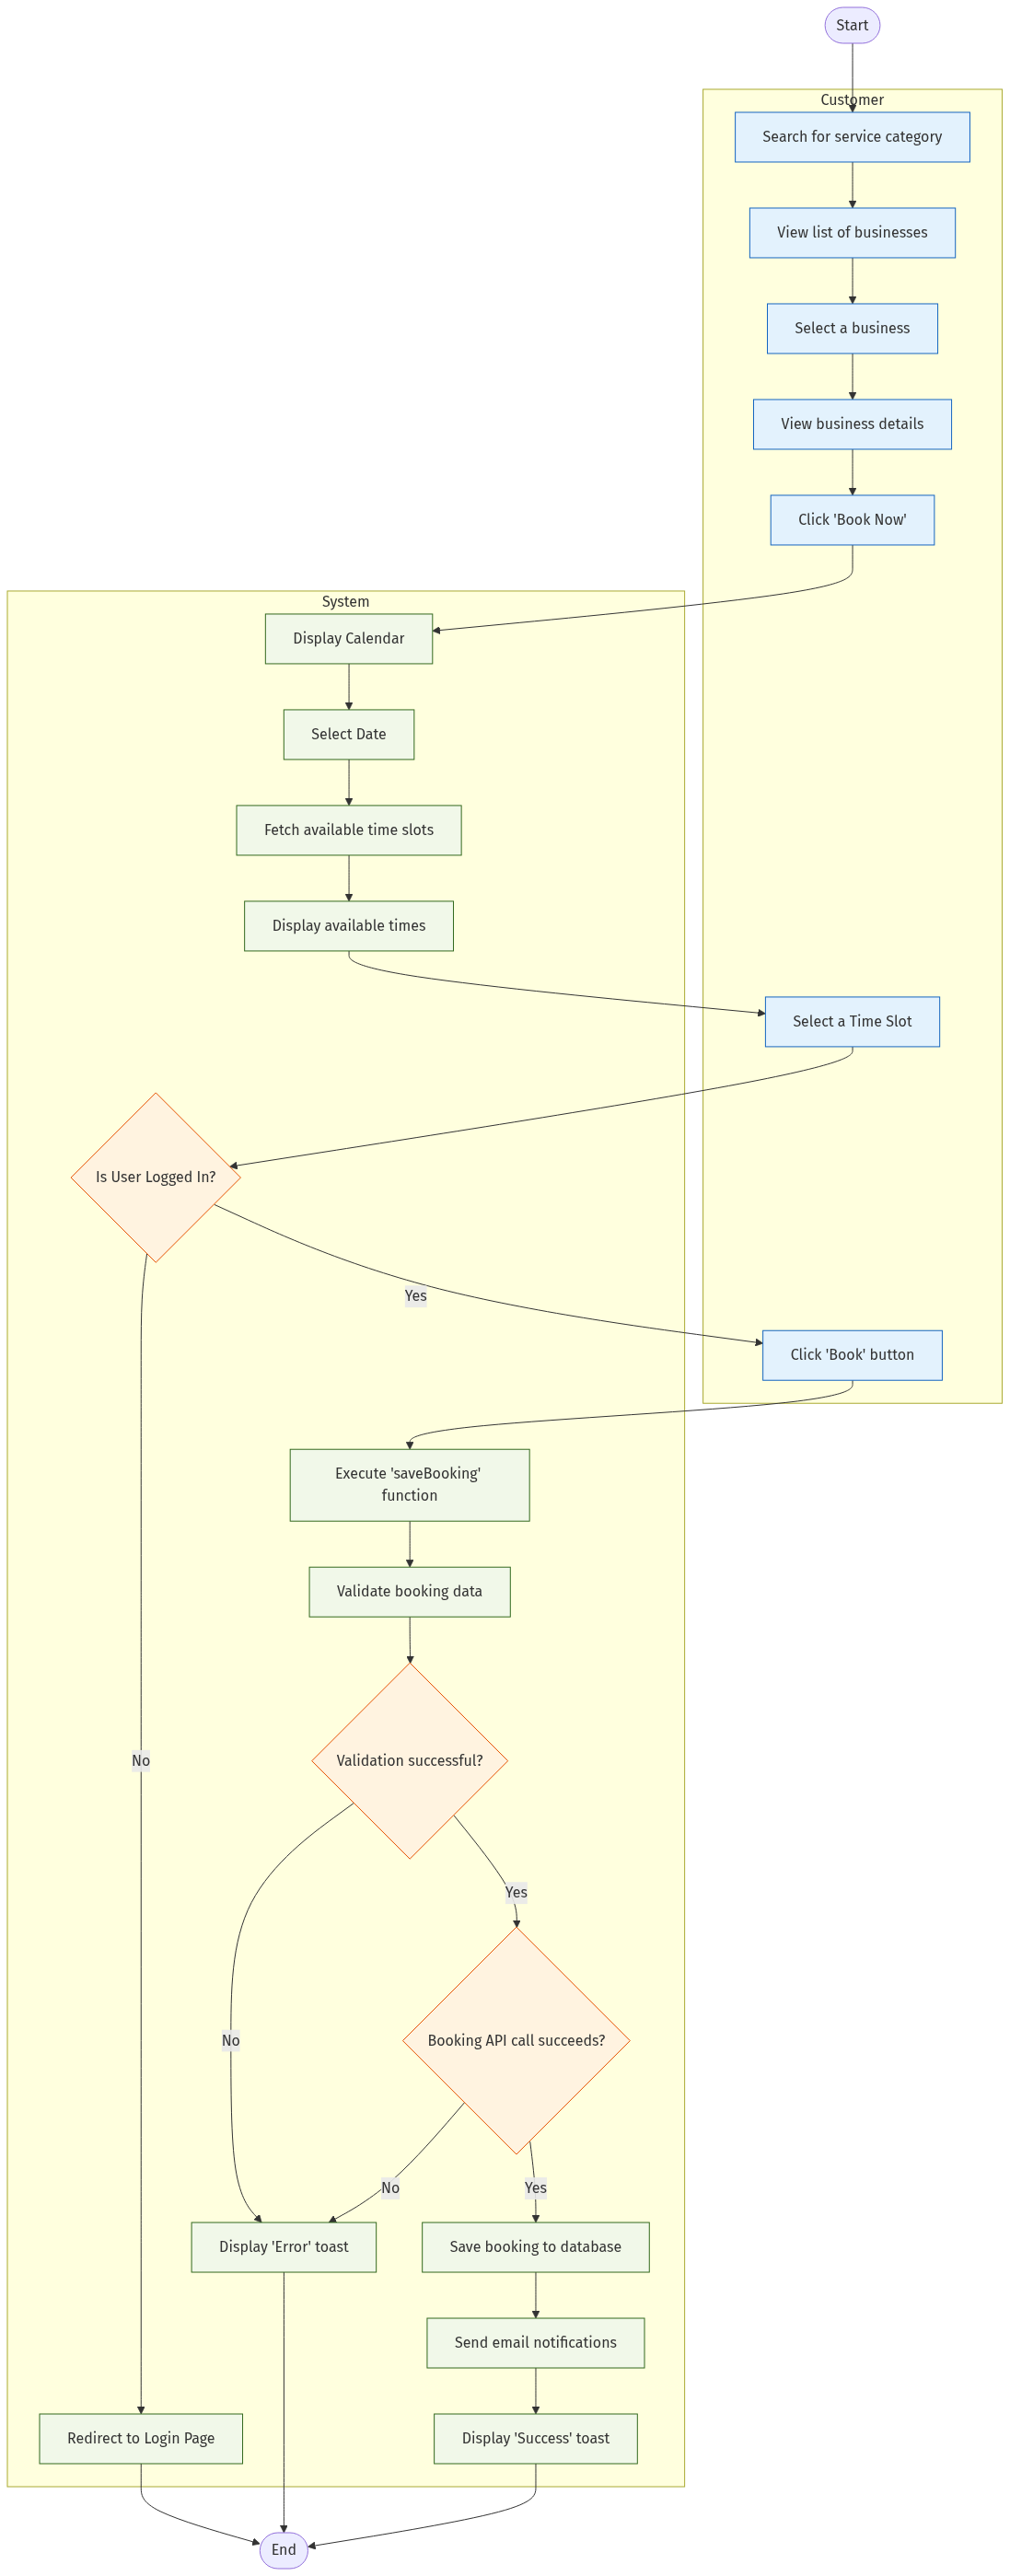 Start
Customer
Search for service category
View list of businesses
Select a business
View business details
Click 'Book Now'
System
Display Calendar
Select Date
Fetch available time slots
Display available times
Select a Time Slot
Is User Logged In?
Yes
Click 'Book' button
Execute 'saveBooking'
function
Validate booking data
No
Validation successful?
Yes
No
Booking API call succeeds?
No
Yes
Display 'Error' toast
Save booking to database
Send email notifications
Redirect to Login Page
Display 'Success' toast
End